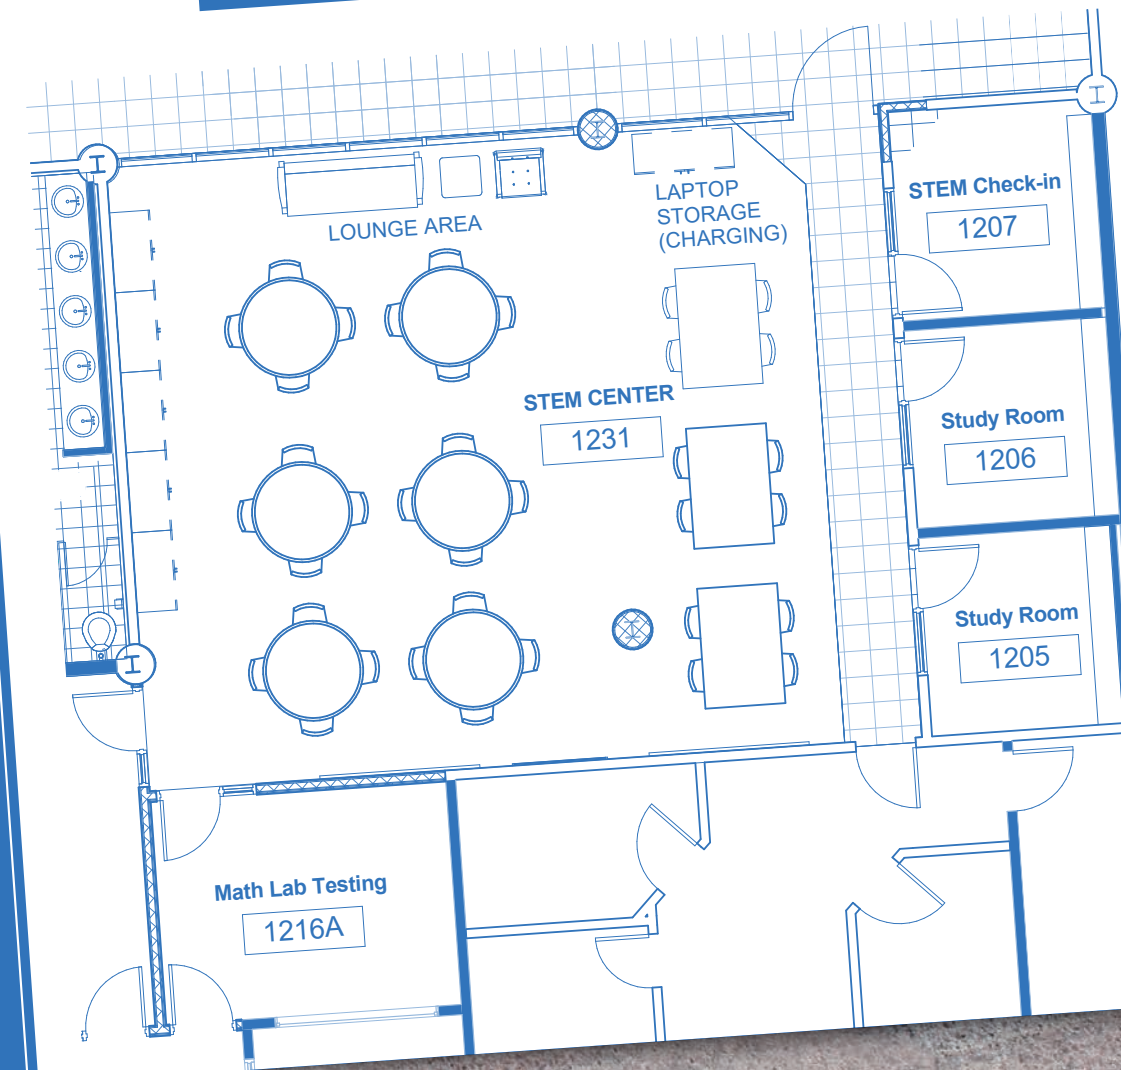 LOUNGE AREA
LAPTOP
STORAGE
(CHARGING)
STEM Check-in
1207
STEM CENTER
1231
Study Room
1206
Study Room
1205
Math Lab Testing
1216A